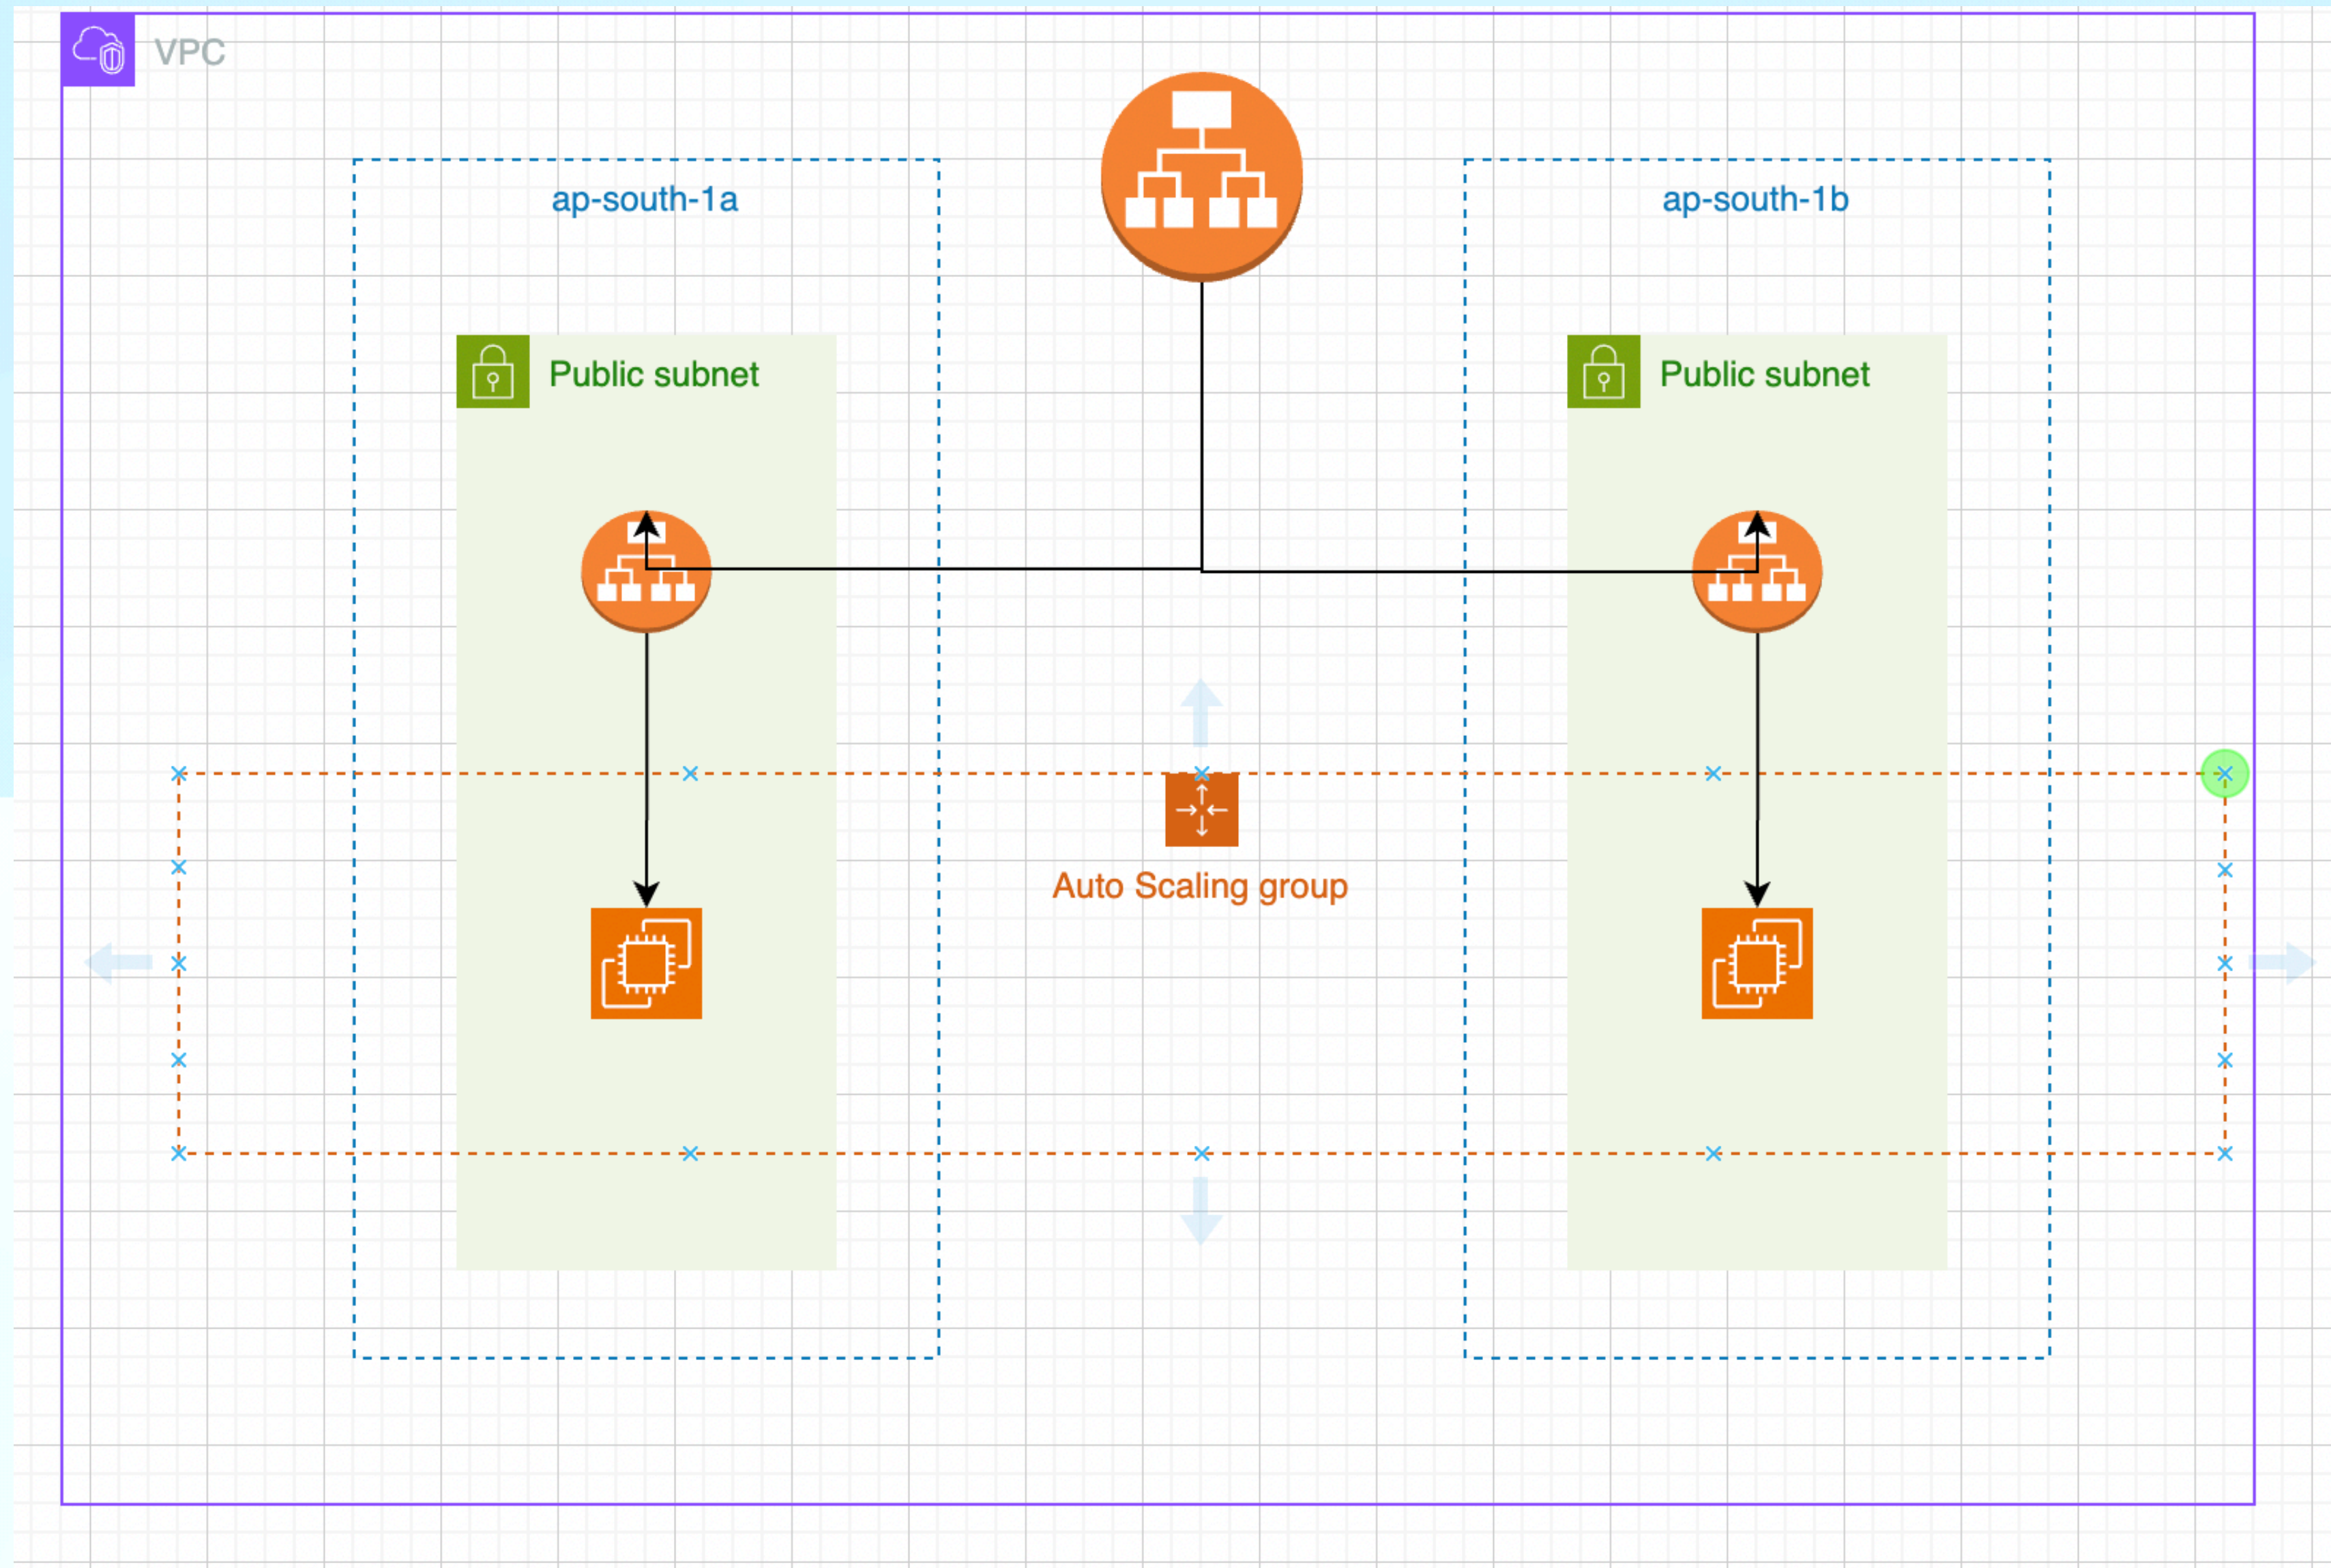 VPC
ap-south-1a
ap-south-1b
Public subnet
Public subnet
Auto Scaling group